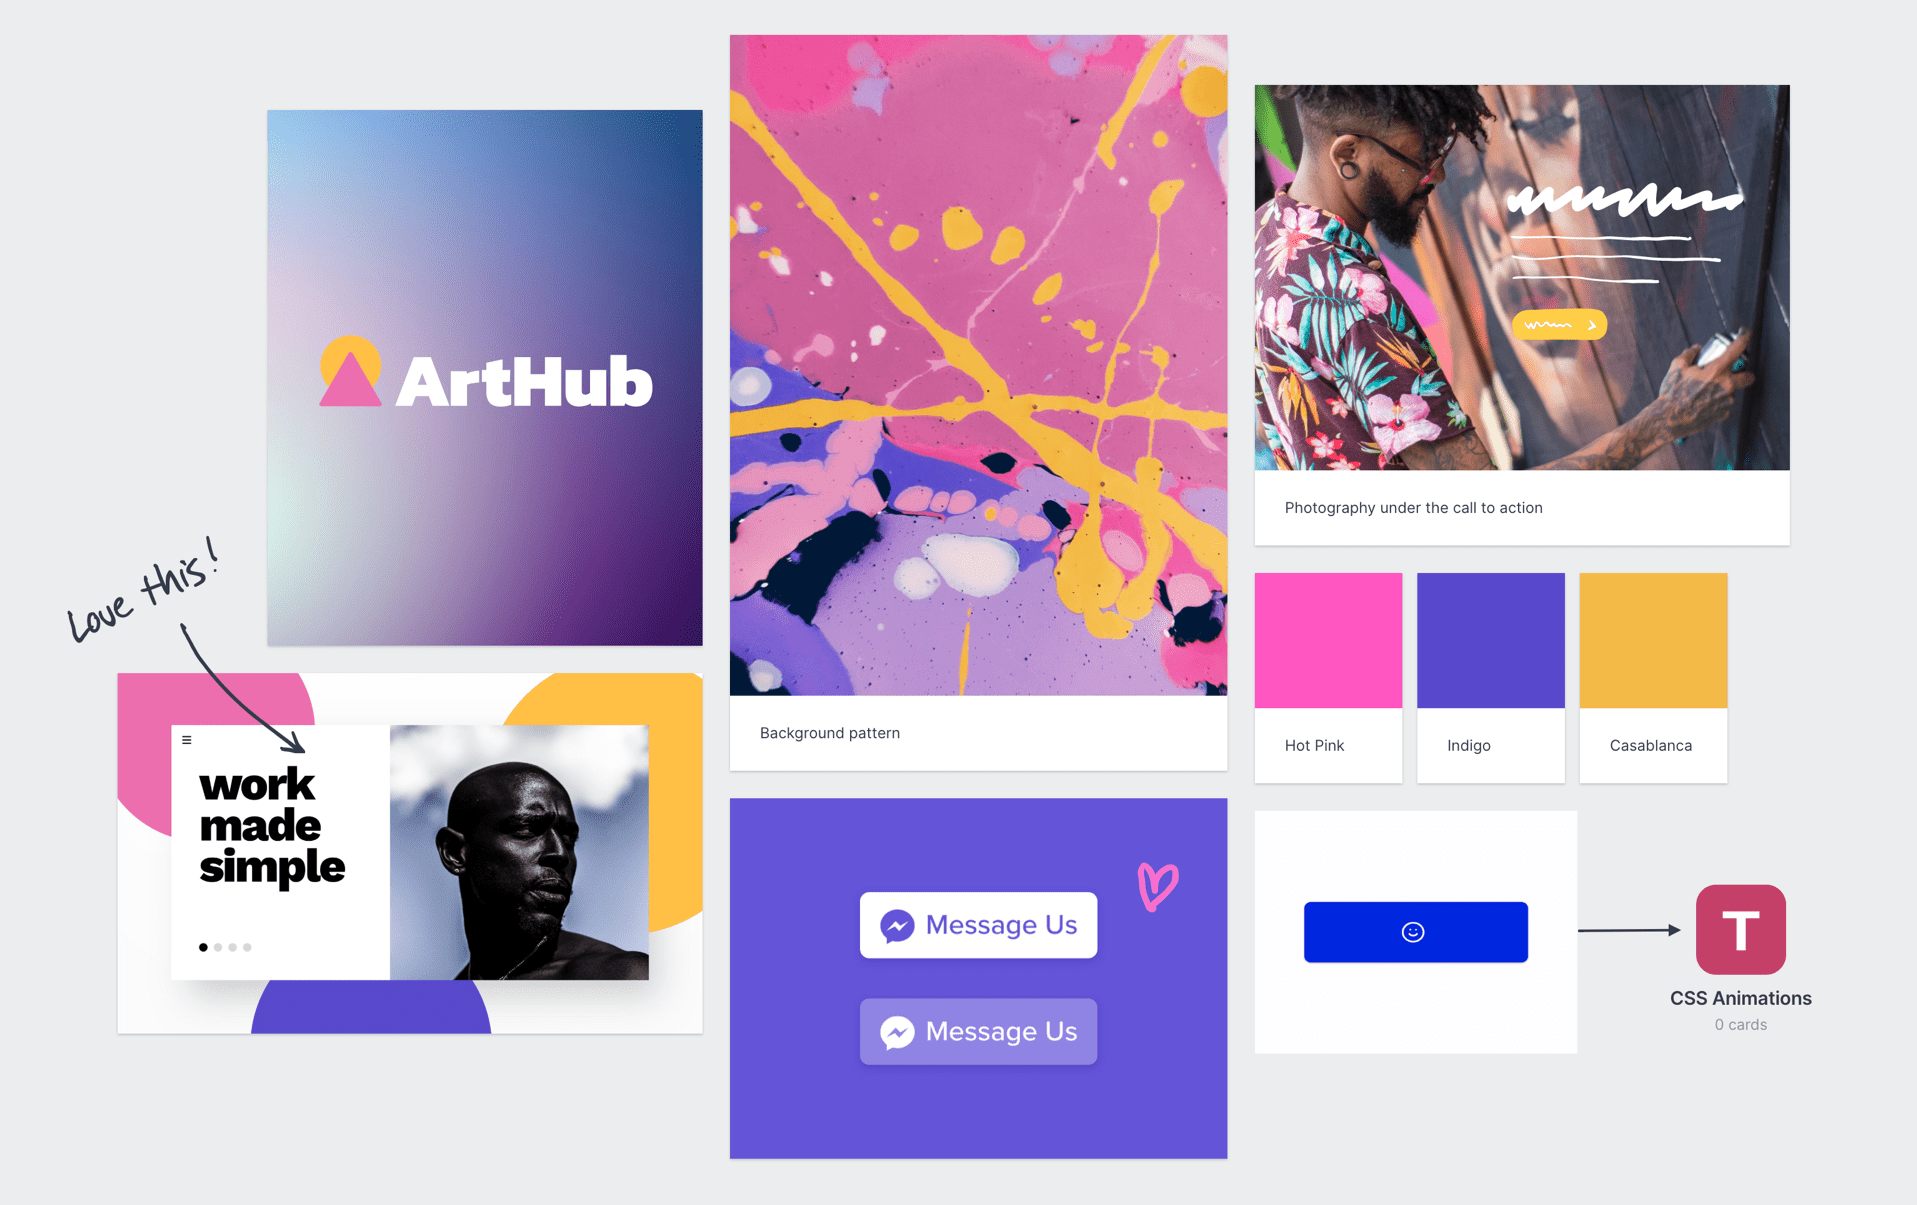 ArtHub
Love this!
work
made
simple
Background pattern
Message Us
Message Us
Photography under the call to action
Hot Pink
Indigo
Casablanca
T
CSS Animations
0 cards